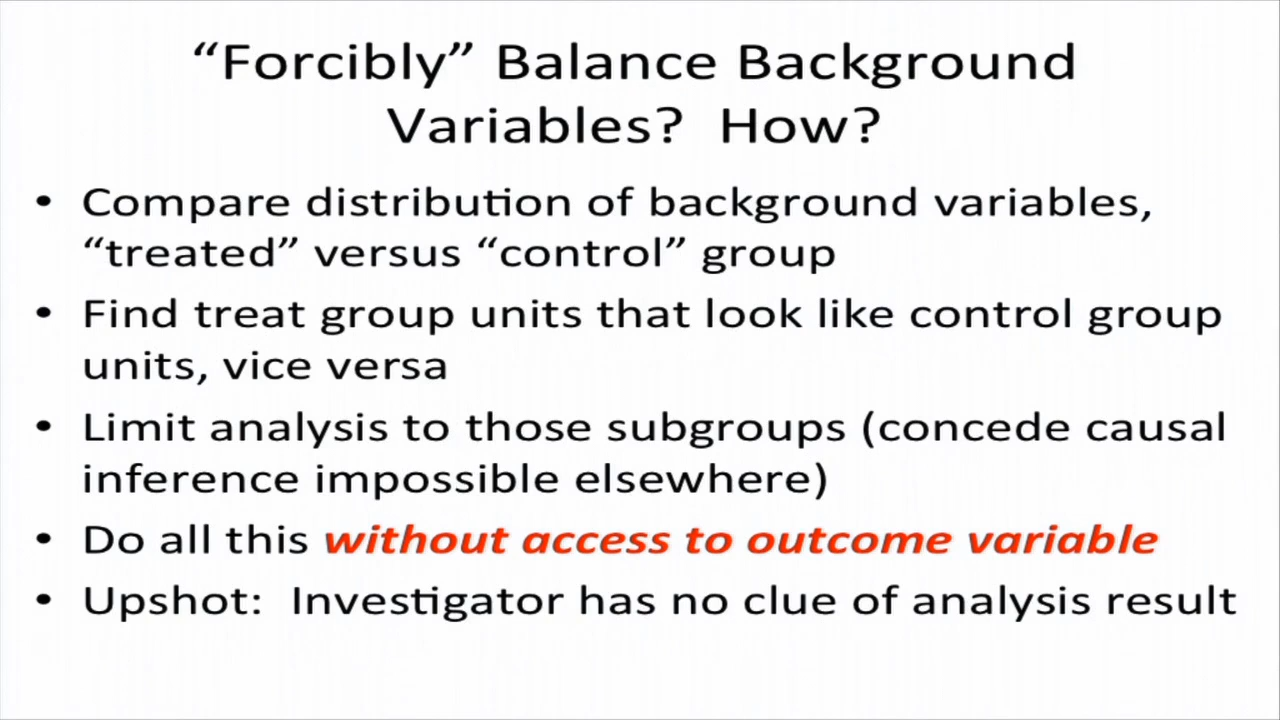 “Forcibly” Balance Background
Variables?  How?
• Compare distribution of background variables,
“treated” versus “control” group
• Find treat group units that look like control group
units, vice versa
• Limit analysis to those subgroups (concede causal
inference impossible elsewhere)
• Do all this without access to outcome variable
• Upshot:  Investigator has no clue of analysis result